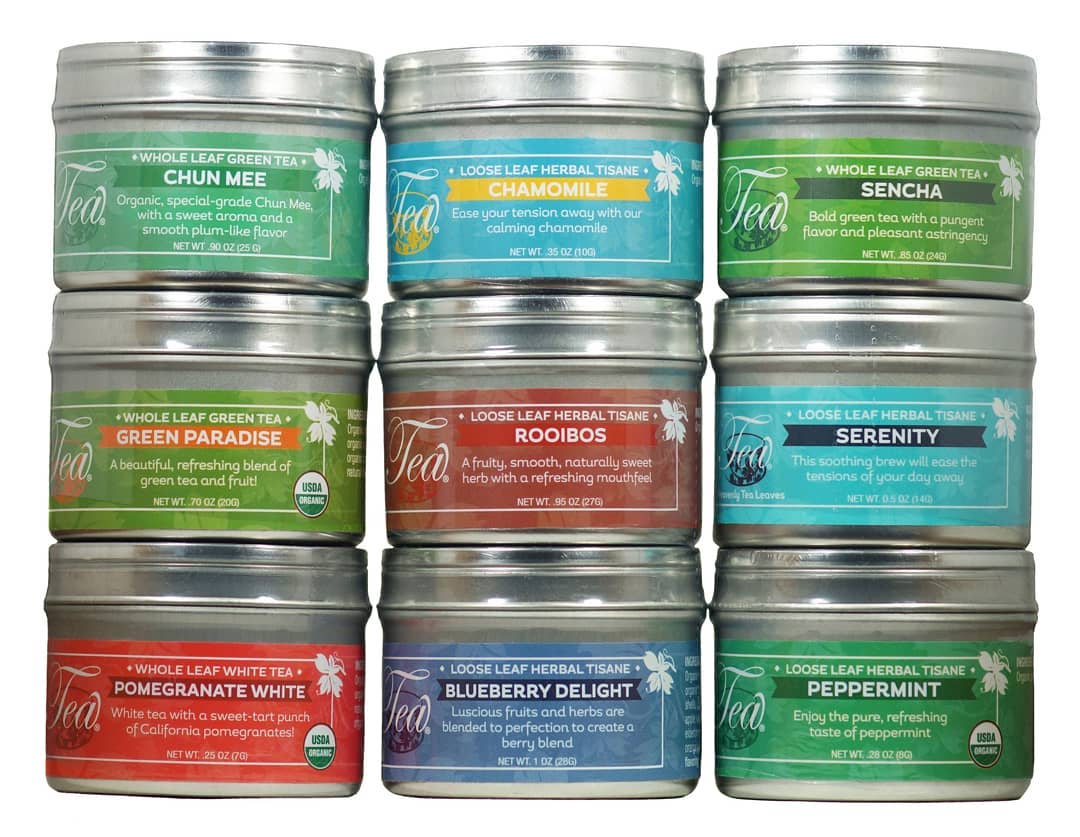 Tea®
• WHOLE LEAF GREEN TEA •
CHUN MEE
Organic, special-grade Chun Mee,
with a sweet aroma and a
smooth plum-like flavor
NET WT .90 OZ (25 G)
Tea®
• LOOSE LEAF HERBAL TISANE •
CHAMOMILE
Ease your tension away with our
calming chamomile
NET WT. .35 OZ (10G)
Tea®
• WHOLE LEAF GREEN TEA •
SENCHA
Bold green tea with a pungent
flavor and pleasant astringency
NET WT. .85 OZ (24G)
Tea®
• WHOLE LEAF GREEN TEA •
GREEN PARADISE
A beautiful, refreshing blend of
green tea and fruit!
NET WT. .70 OZ (20G)
USDA
ORGANIC
Tea®
• LOOSE LEAF HERBAL TISANE •
ROOIBOS
A fruity, smooth, naturally sweet
herb with a refreshing mouthfeel
NET WT. .95 OZ (27G)
Tea®
Tea Leaves
• LOOSE LEAF HERBAL TISANE •
SERENITY
This soothing brew will ease the
tensions of your day away
NET WT. 0.5 OZ (14G)
Tea®
• WHOLE LEAF WHITE TEA •
POMEGRANATE WHITE
White tea with a sweet-tart punch
of California pomegranates!
NET WT. .25 OZ (7G)
USDA
ORGANIC
Tea®
• LOOSE LEAF HERBAL TISANE •
BLUEBERRY DELIGHT
Luscious fruits and herbs are
blended to perfection to create a
berry blend
NET WT. 1 OZ (28G)
Tea®
• LOOSE LEAF HERBAL TISANE •
PEPPERMINT
Enjoy the pure, refreshing
taste of peppermint
NET WT. .28 OZ (8G)
USDA
ORGANIC